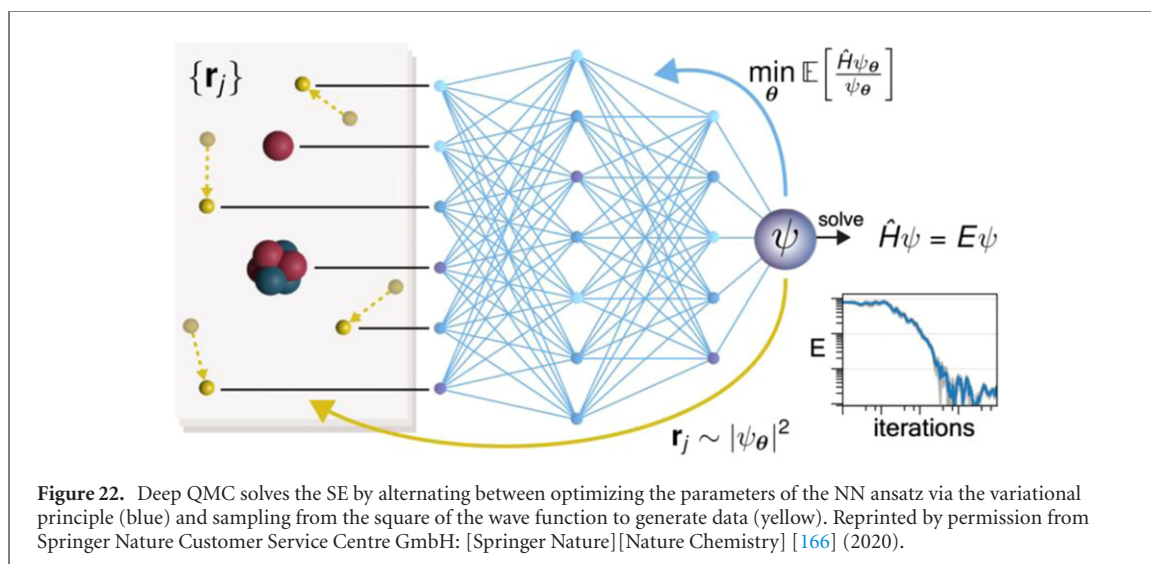 {r_j}
min_θ 𝔼[Ĥψ_θ / ψ_θ]
ψ
solve
Ĥψ = Eψ
E
iterations
r_j ∼ |ψ_θ|²
Figure 22. Deep QMC solves the SE by alternating between optimizing the parameters of the NN ansatz via the variational
principle (blue) and sampling from the square of the wave function to generate data (yellow). Reprinted by permission from
Springer Nature Customer Service Centre GmbH: [Springer Nature][Nature Chemistry] [166] (2020).